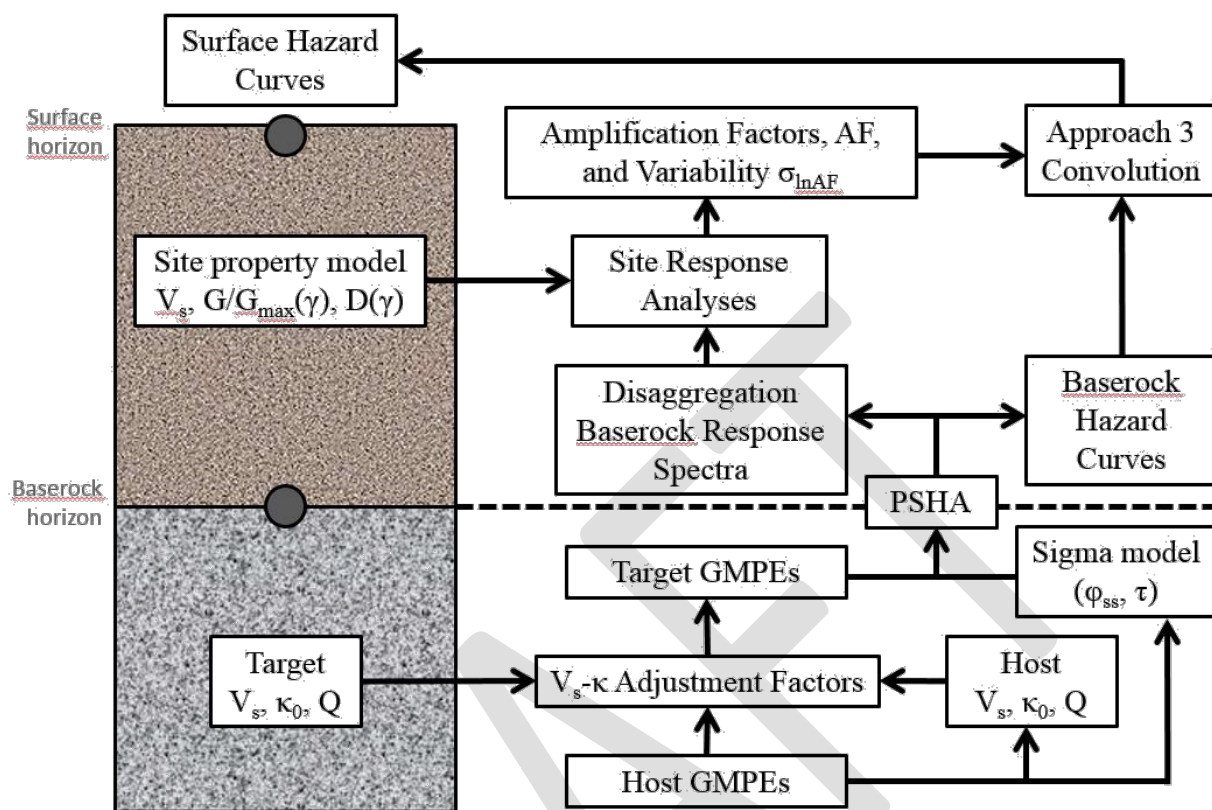 Surface Hazard
Curves
Surface
horizon
Amplification Factors, AF,
and Variability σlnAF
Approach 3
Convolution
Site property model
Vs, G/Gmax(γ), D(γ)
Site Response
Analyses
Disaggregation
Baserock Response
Spectra
Baserock
Hazard
Curves
Baserock
horizon
PSHA
Target GMPEs
Sigma model
(φss, τ)
Target
Vs, κ0, Q
Vs-κ Adjustment Factors
Host
Vs, κ0, Q
Host GMPEs
AFT